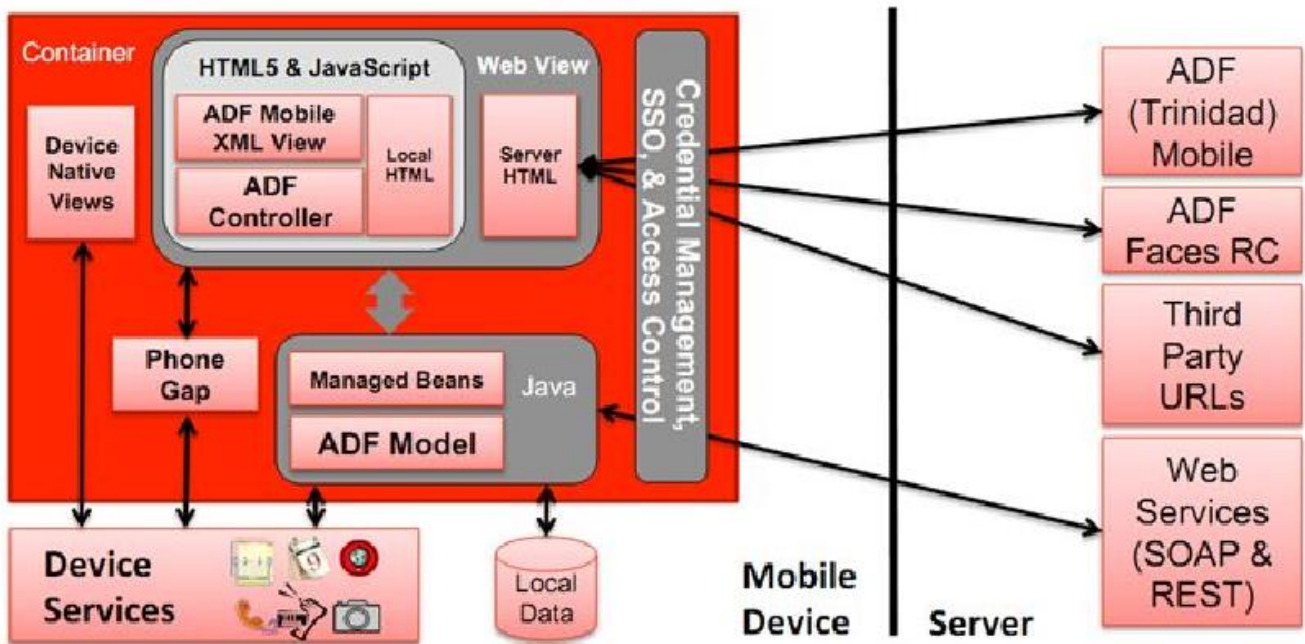 Container
HTML5 & JavaScript
Web View
ADF Mobile
XML View
ADF
Controller
Local
HTML
Server
HTML
Device
Native
Views
Phone
Gap
Managed Beans
ADF Model
Java
Credential Management,
SSO, & Access Control
Device
Services
9
Local
Data
Mobile
Device
Server
ADF
(Trinidad)
Mobile
ADF
Faces RC
Third
Party
URLs
Web
Services
(SOAP &
REST)